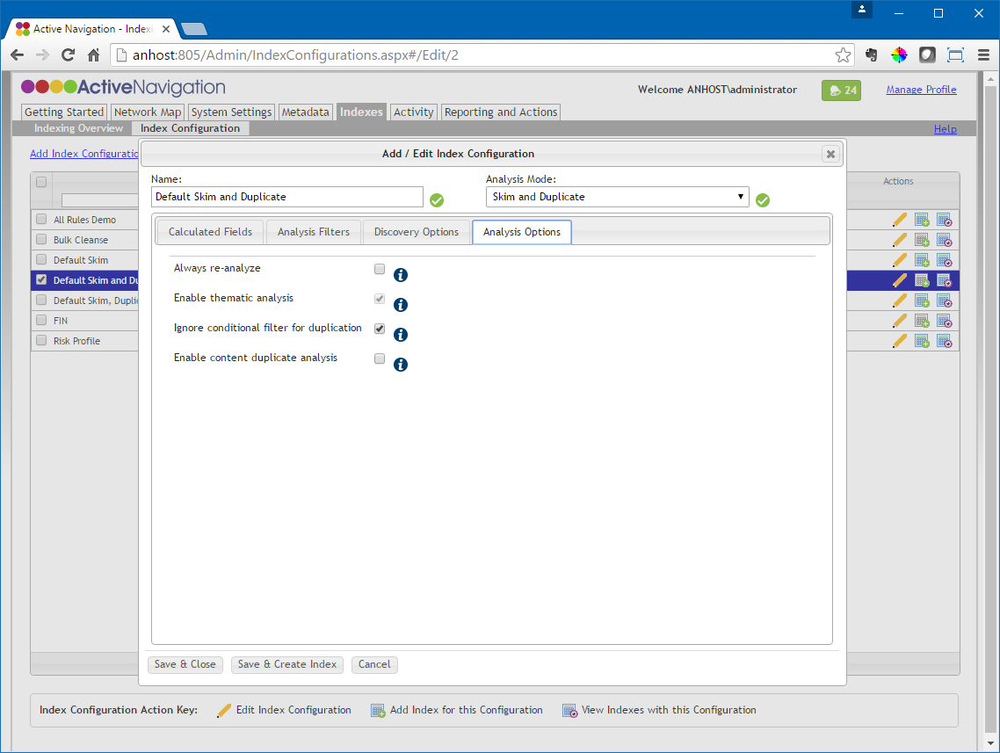 Active Navigation - Index
anhost:805/Admin/IndexConfigurations.aspx#/Edit/2
ActiveNavigation
Welcome ANHOST\administrator
24
Manage Profile
Getting Started
Network Map
System Settings
Metadata
Indexes
Activity
Reporting and Actions
Indexing Overview
Index Configuration
Help
Add Index Configuratio
Add / Edit Index Configuration
Name:
Analysis Mode:
Default Skim and Duplicate
Skim and Duplicate
Actions
Calculated Fields
Analysis Filters
Discovery Options
Analysis Options
All Rules Demo
Bulk Cleanse
Default Skim
Default Skim and Du
Default Skim, Duplic
FIN
Risk Profile
Always re-analyze
Enable thematic analysis
Ignore conditional filter for duplication
Enable content duplicate analysis
Save & Close
Save & Create Index
Cancel
Index Configuration Action Key:
Edit Index Configuration
Add Index for this Configuration
View Indexes with this Configuration